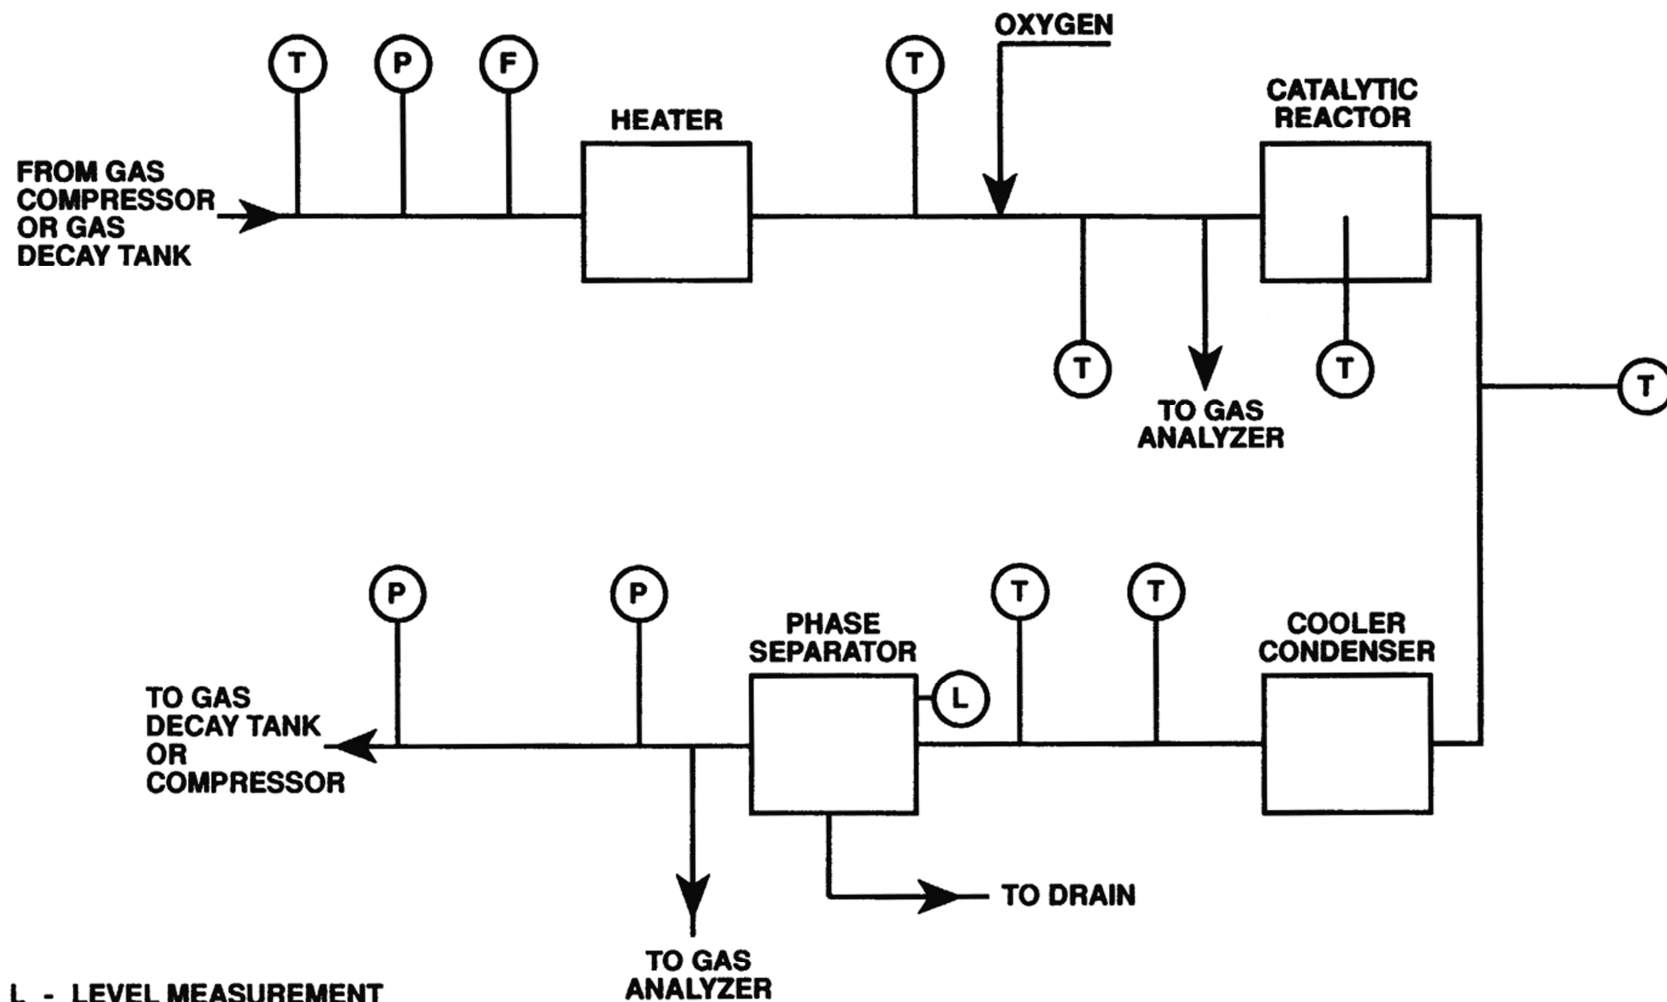 OXYGEN
T
P
F
T
HEATER
CATALYTIC
REACTOR
FROM GAS
COMPRESSOR
OR GAS
DECAY TANK
T
T
T
TO GAS
ANALYZER
P
P
T
T
PHASE
SEPARATOR
COOLER
CONDENSER
L
TO GAS
DECAY TANK
OR
COMPRESSOR
TO DRAIN
TO GAS
ANALYZER
L - LEVEL MEASUREMENT